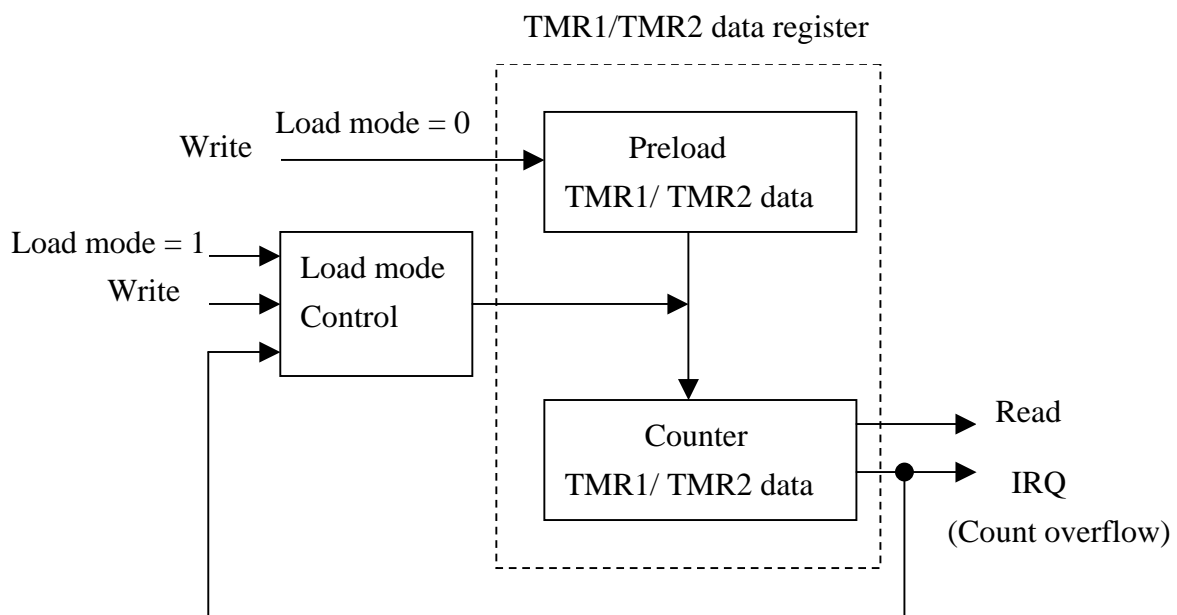 TMR1/TMR2 data register
Load mode = 0
Write
Preload
TMR1/ TMR2 data
Load mode = 1
Write
Load mode
Control
Counter
TMR1/ TMR2 data
Read
IRQ
(Count overflow)